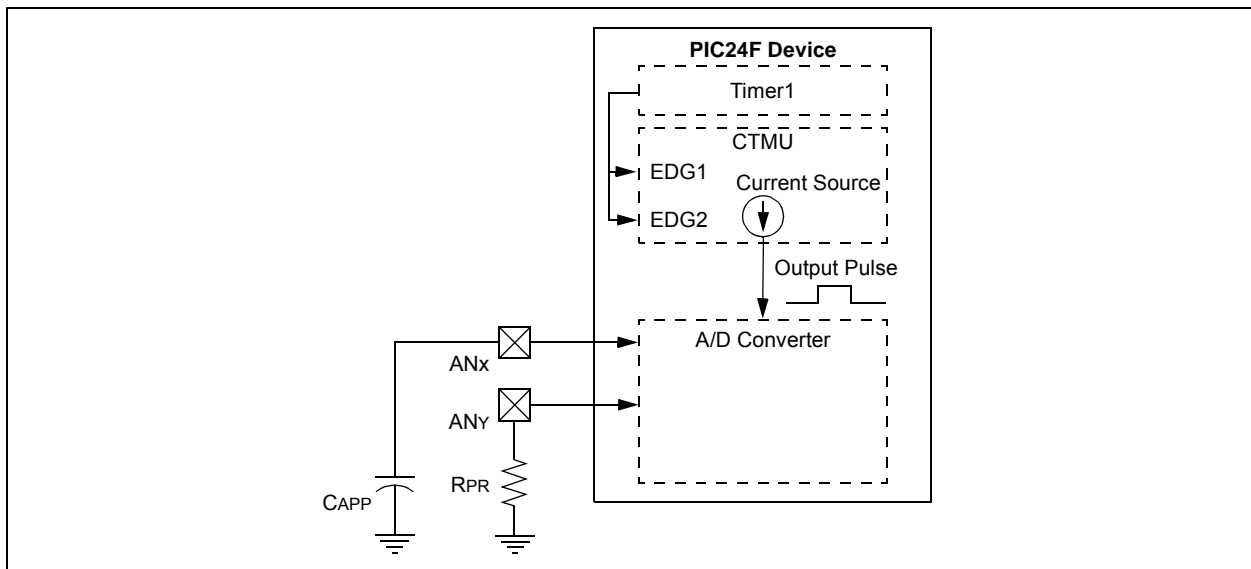 PIC24F Device
Timer1
CTMU
EDG1
Current Source
EDG2
Output Pulse
A/D Converter
ANx
ANY
RPR
CAPP